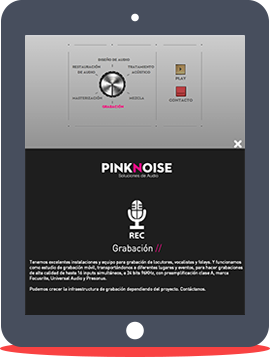 DISEÑO DE AUDIO
RESTAURACIÓN DE AUDIO
TRATAMIENTO ACÚSTICO
MASTERIZACIÓN
MEZCLA
GRABACIÓN
PLAY
CONTACTO
PINKNOISE
Soluciones de Audio
REC
Grabación //
Tenemos excelentes instalaciones y equipo para grabación de locutores, vocalistas y foleys. Y funcionamos
como estudio de grabación móvil, transportándonos a diferentes lugares y eventos, para hacer grabaciones
de alta calidad de hasta 16 inputs simultáneos, a 24 bits 96KHz, con preamplificación clase A, marca
Focusrite, Universal Audio y Presonus.
Podemos crear la infraestructura de grabación dependiendo del proyecto. Contáctanos.